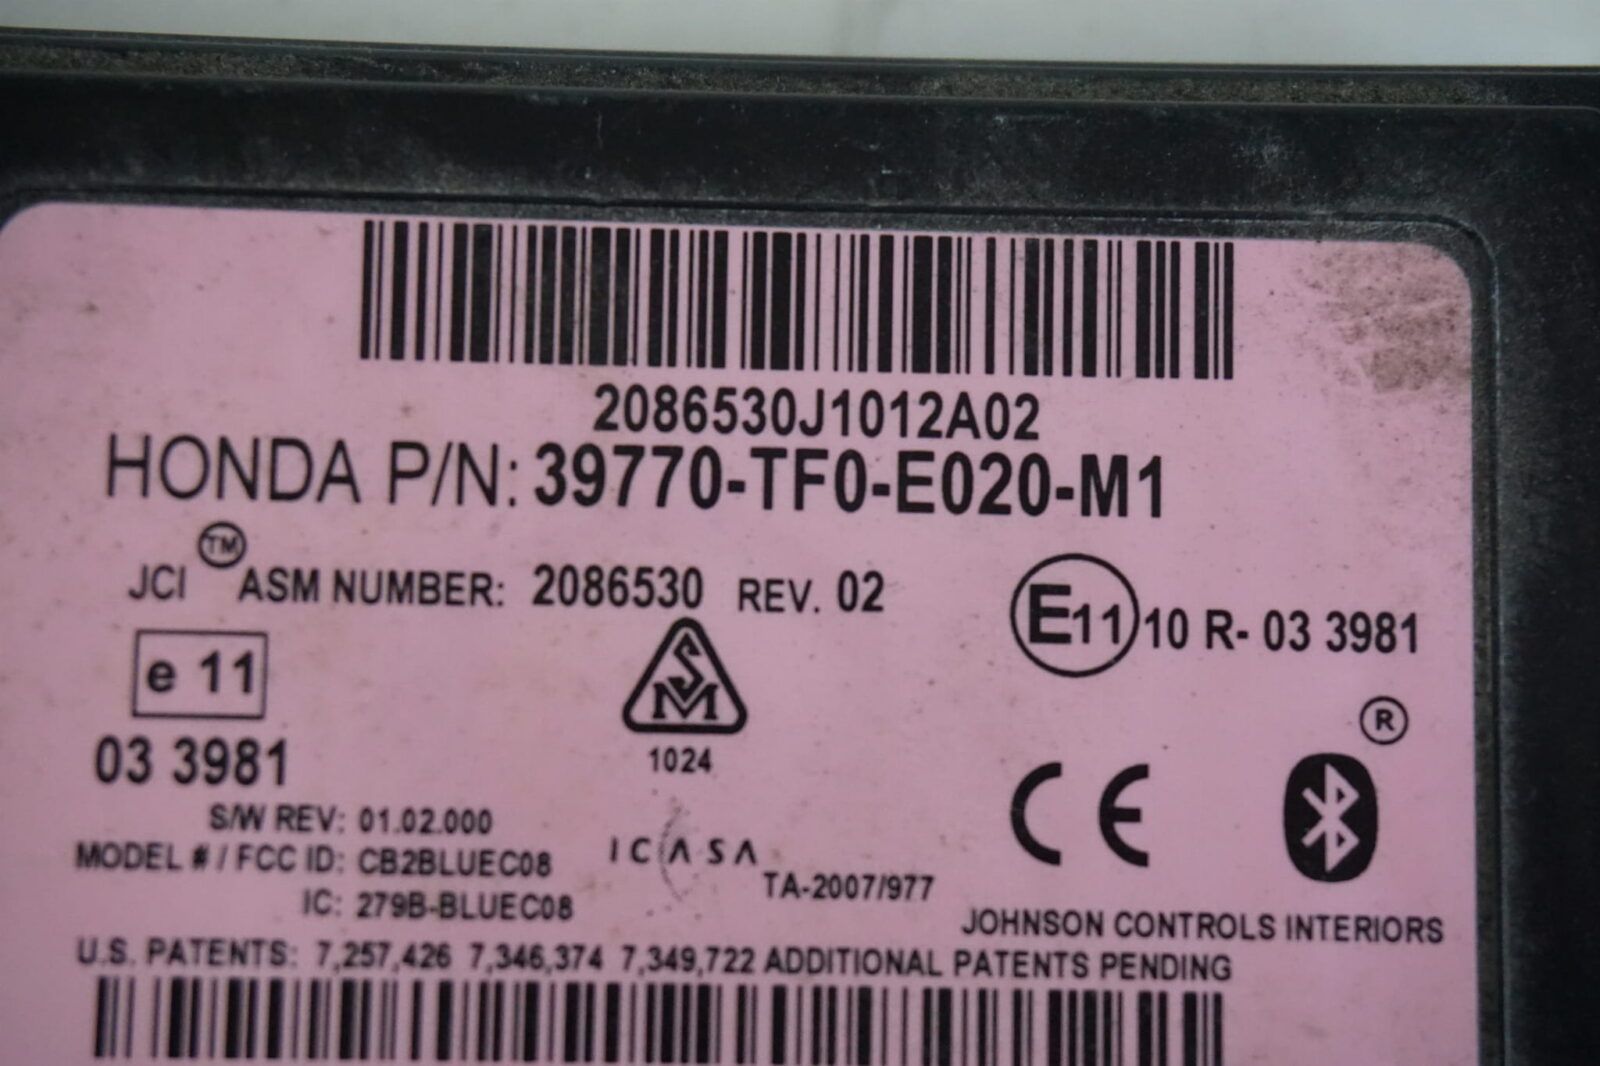 2086530J1012A02
HONDA P/N: 39770-TF0-E020-M1
JCI TM ASM NUMBER: 2086530 REV. 02
E11 10 R- 03 3981
e 11
03 3981
SM
1024
S/W REV: 01.02.000
MODEL # / FCC ID: CB2BLUEC08
IC: 279B-BLUEC08
ICASA
TA-2007/977
CE
®
JOHNSON CONTROLS INTERIORS
U.S. PATENTS: 7,257,426 7,346,374 7,349,722 ADDITIONAL PATENTS PENDING